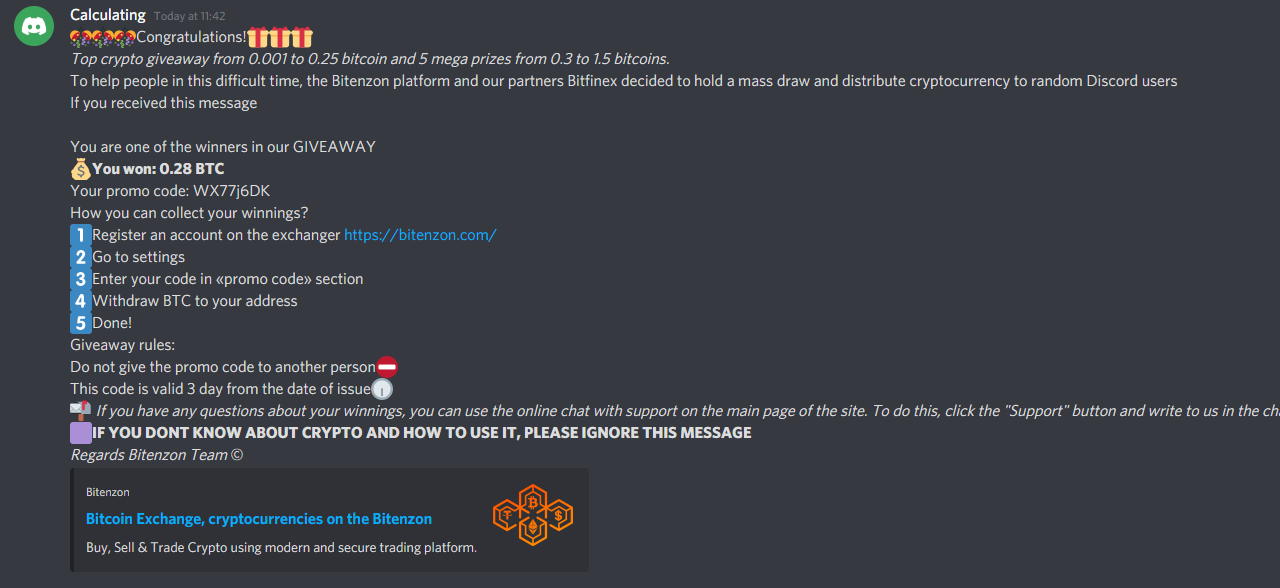 Calculating Today at 11:42
Congratulations!
Top crypto giveaway from 0.001 to 0.25 bitcoin and 5 mega prizes from 0.3 to 1.5 bitcoins.
To help people in this difficult time, the Bitenzon platform and our partners Bitfinex decided to hold a mass draw and distribute cryptocurrency to random Discord users
If you received this message
You are one of the winners in our GIVEAWAY
You won: 0.28 BTC
Your promo code: WX77j6DK
How you can collect your winnings?
1 Register an account on the exchanger https://bitenzon.com/
2 Go to settings
3 Enter your code in «promo code» section
4 Withdraw BTC to your address
5 Done!
Giveaway rules:
Do not give the promo code to another person
This code is valid 3 day from the date of issue
If you have any questions about your winnings, you can use the online chat with support on the main page of the site. To do this, click the "Support" button and write to us in the
IF YOU DONT KNOW ABOUT CRYPTO AND HOW TO USE IT, PLEASE IGNORE THIS MESSAGE
Regards Bitenzon Team ©
Bitenzon
Bitcoin Exchange, cryptocurrencies on the Bitenzon
Buy, Sell & Trade Crypto using modern and secure trading platform.